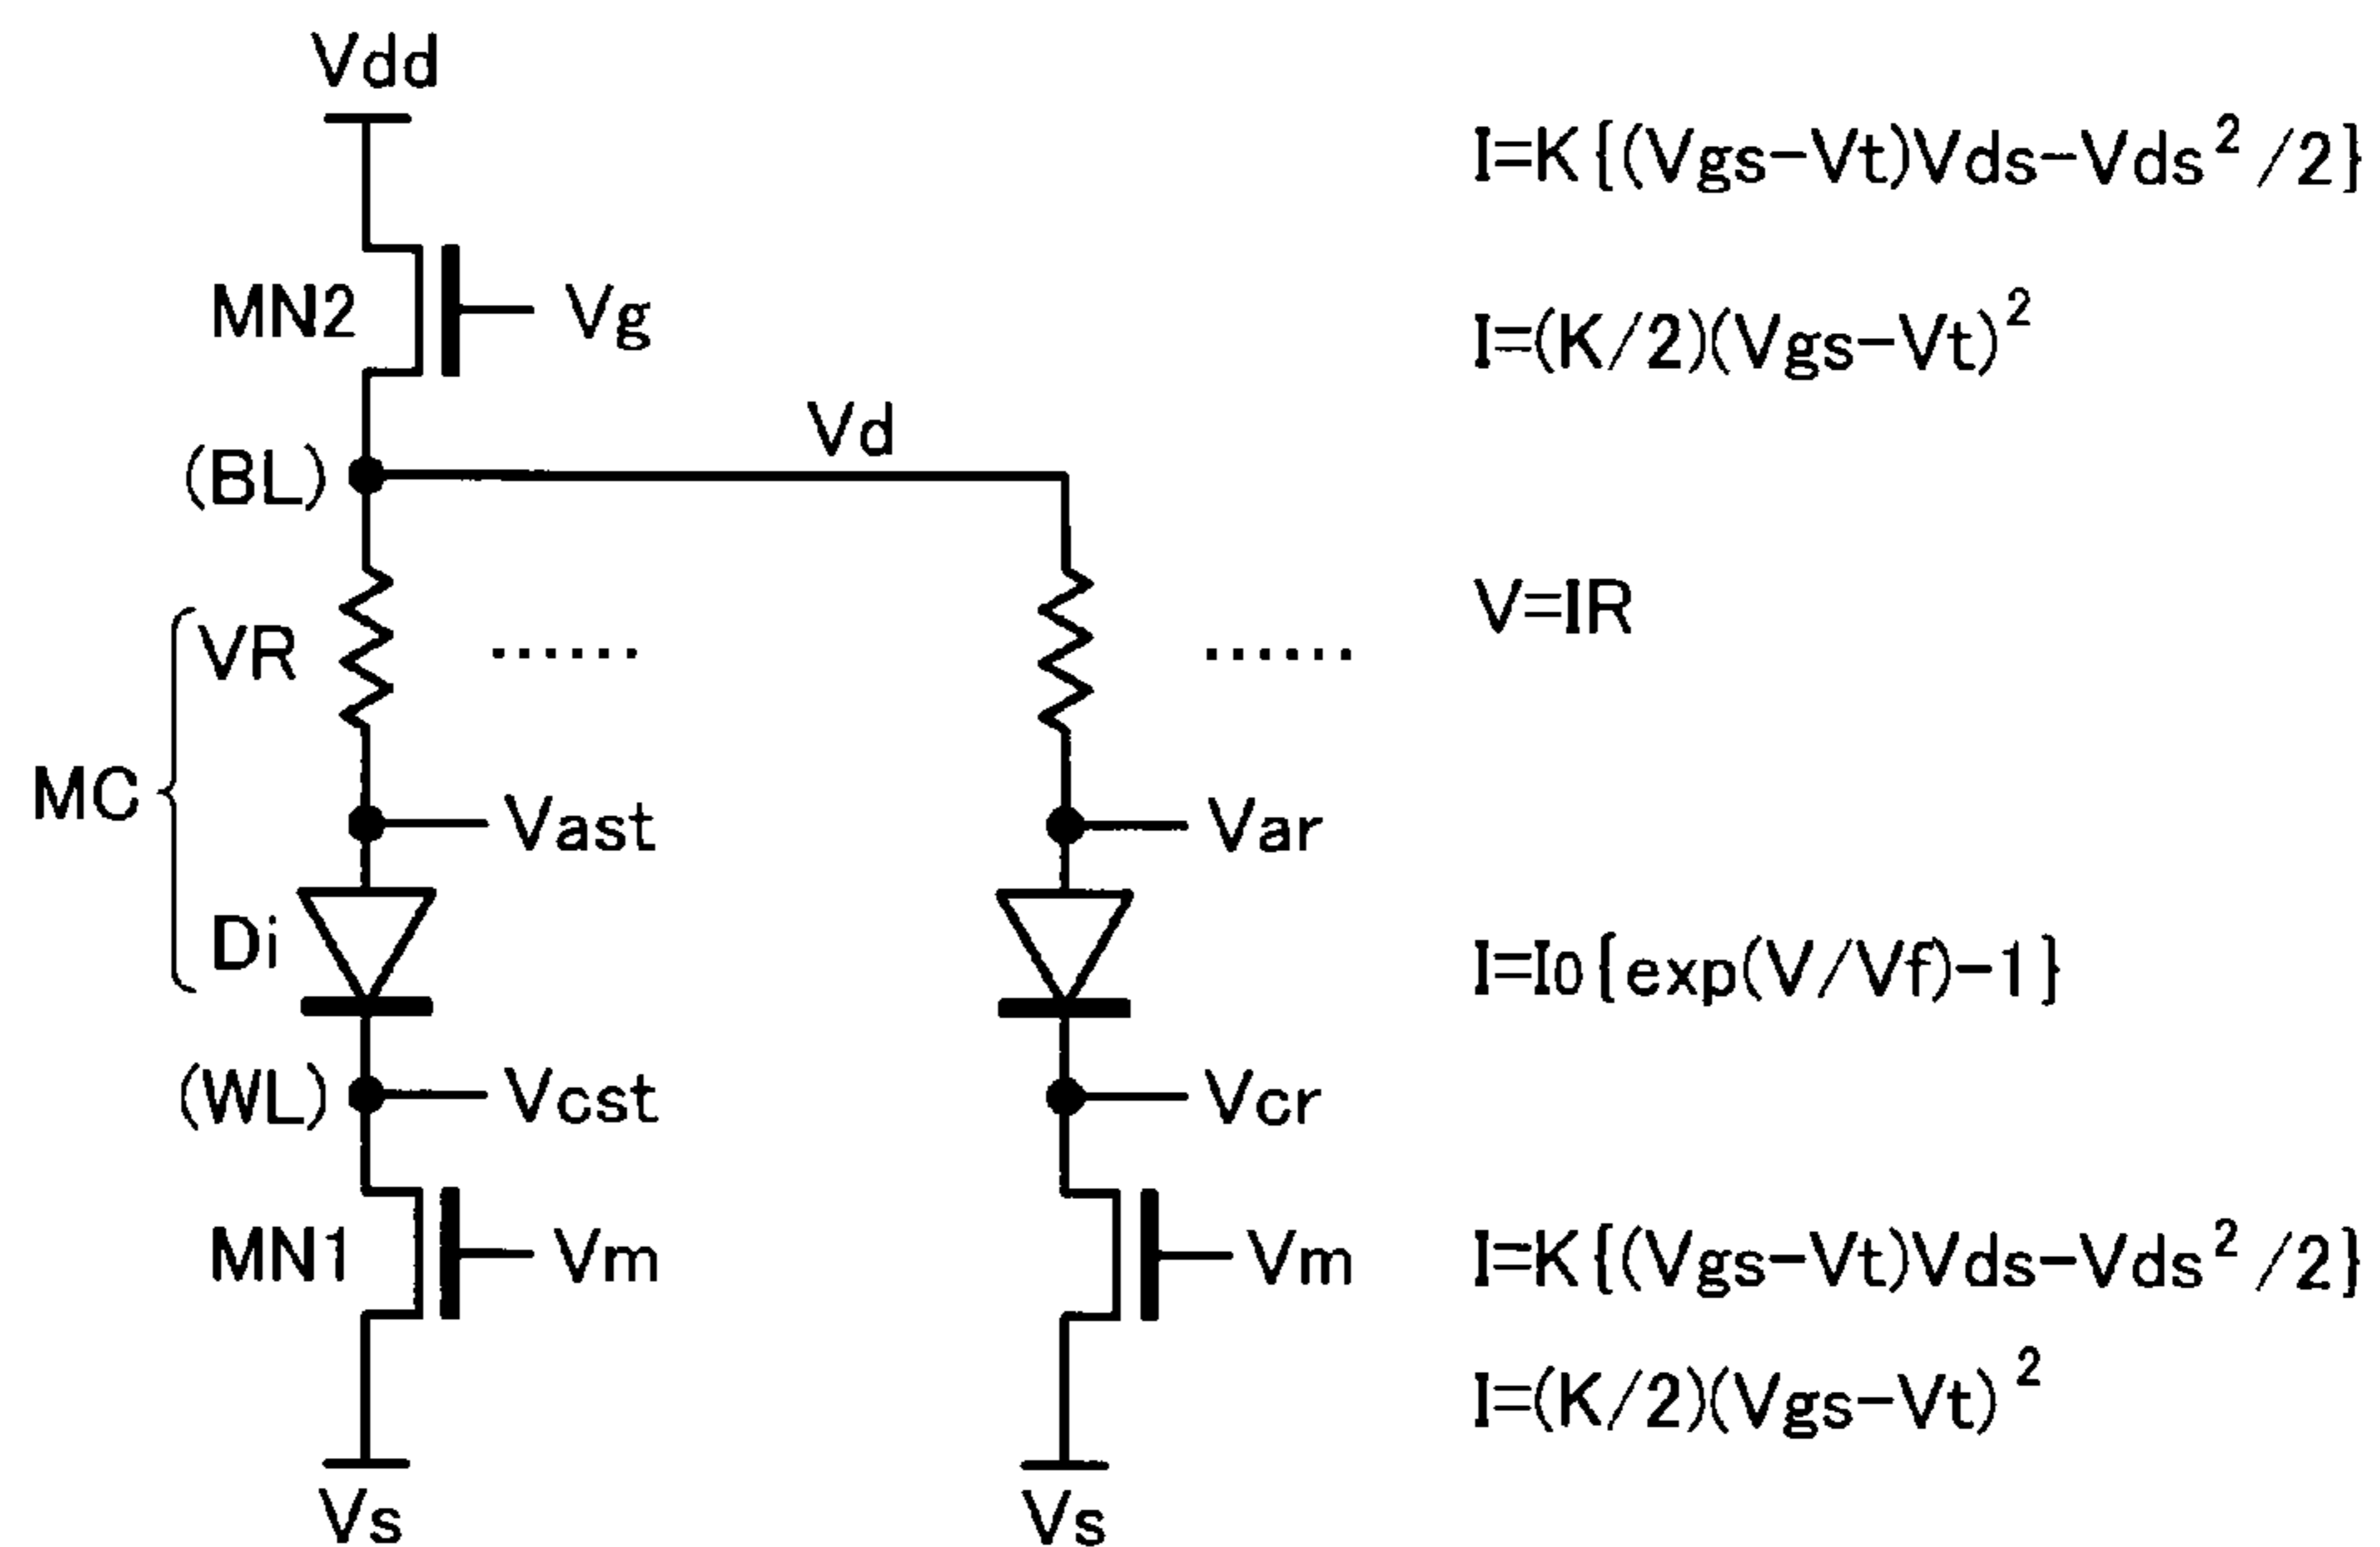 Vdd
I=K{(Vgs-Vt)Vds-Vds²/2}
MN2 Vg
I=(K/2)(Vgs-Vt)²
Vd
(BL)
V=IR
VR ...... ......
MC
Vast Var
Di
I=I0{exp(V/Vf)-1}
(WL) Vcst Vcr
MN1 Vm Vm
I=K{(Vgs-Vt)Vds-Vds²/2}
I=(K/2)(Vgs-Vt)²
Vs Vs